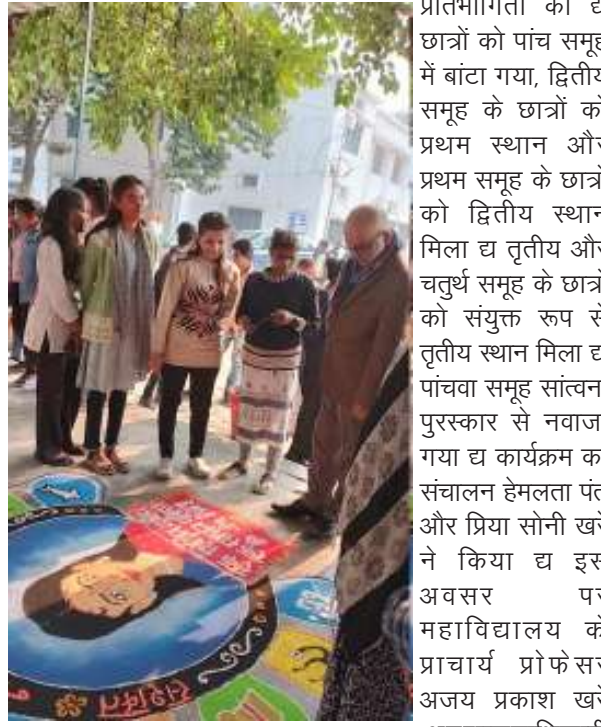 प्रतिभागिता की द्य
छात्रों को पांच समूह
में बांटा गया, द्वितीय
समूह के छात्रों को
प्रथम स्थान और
प्रथम समूह के छात्रों
को द्वितीय स्थान
मिला द्य तृतीय और
चतुर्थ समूह के छात्रों
को संयुक्त रूप से
तृतीय स्थान मिला द्य
पांचवा समूह सांत्वना
पुरस्कार से नवाजा
गया द्य कार्यक्रम का
संचालन हेमलता पंत
और प्रिया सोनी खरे
ने किया द्य इस
अवसर पर
महाविद्यालय के
प्राचार्य प्रोफेसर
अजय प्रकाश खरे
सशक्त